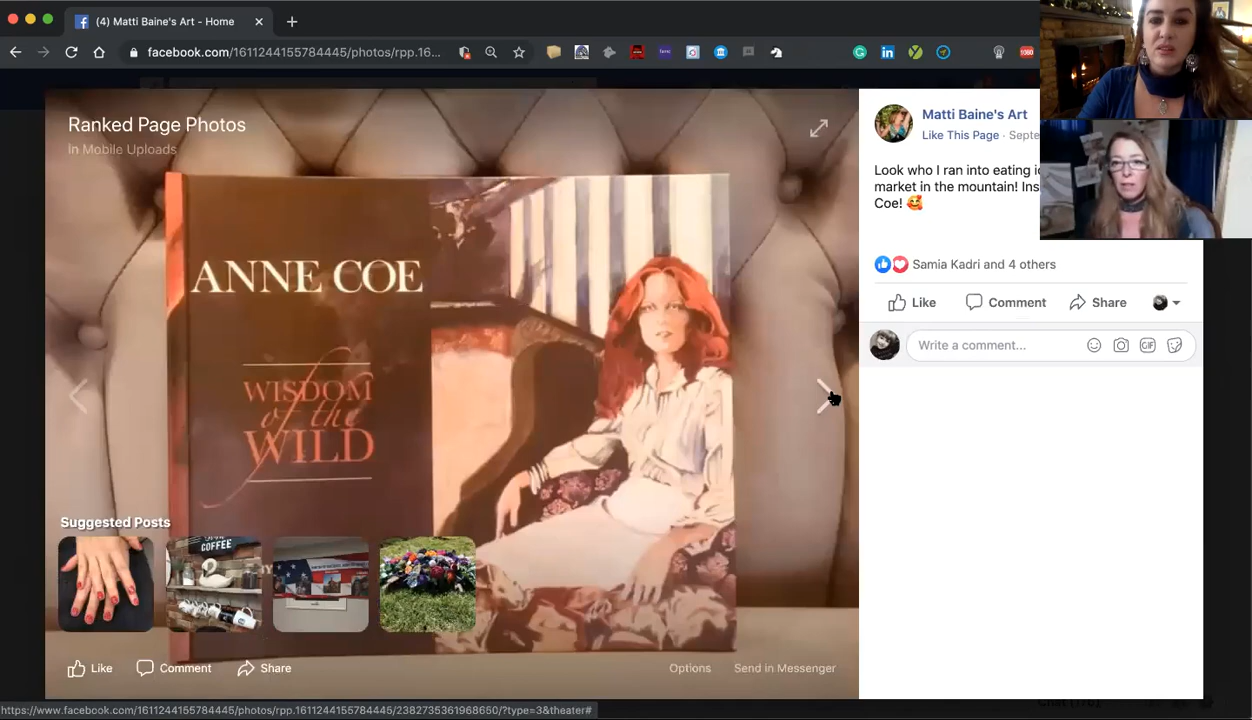 (4) Matti Baine's Art - Home
facebook.com/1611244155784445/photos/rpp.16...
Ranked Page Photos
In Mobile Uploads
ANNE COE
WISDOM
of the
WILD
Suggested Posts
COFFEE
Like
Comment
Share
Options
Send in Messenger
Matti Baine's Art
Like This Page · Septe
Look who I ran into eating ic
market in the mountain! Ins
Coe! 🥰
Samia Kadri and 4 others
Like
Comment
Share
Write a comment...
GIF
https://www.facebook.com/1611244155784445/photos/rpp.1611244155784445/2382735361968650/?type=3&theater#